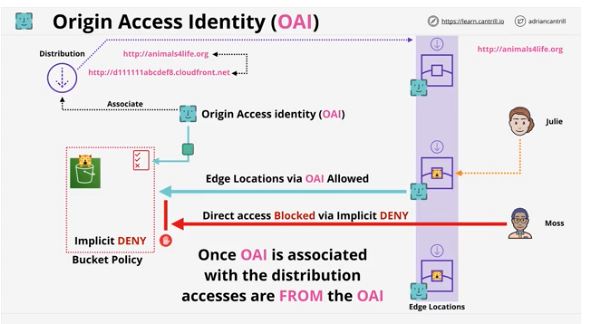 Origin Access Identity (OAI)
https://learn.cantrill.io
adriancantrill
Distribution
http://animals4life.org
http://d111111abcdef8.cloudfront.net
http://animals4life.org
Associate
Origin Access identity (OAI)
Julie
Edge Locations via OAI Allowed
Direct access Blocked via Implicit DENY
Moss
Implicit DENY
Bucket Policy
Once OAI is associated
with the distribution
accesses are FROM the OAI
Edge Locations